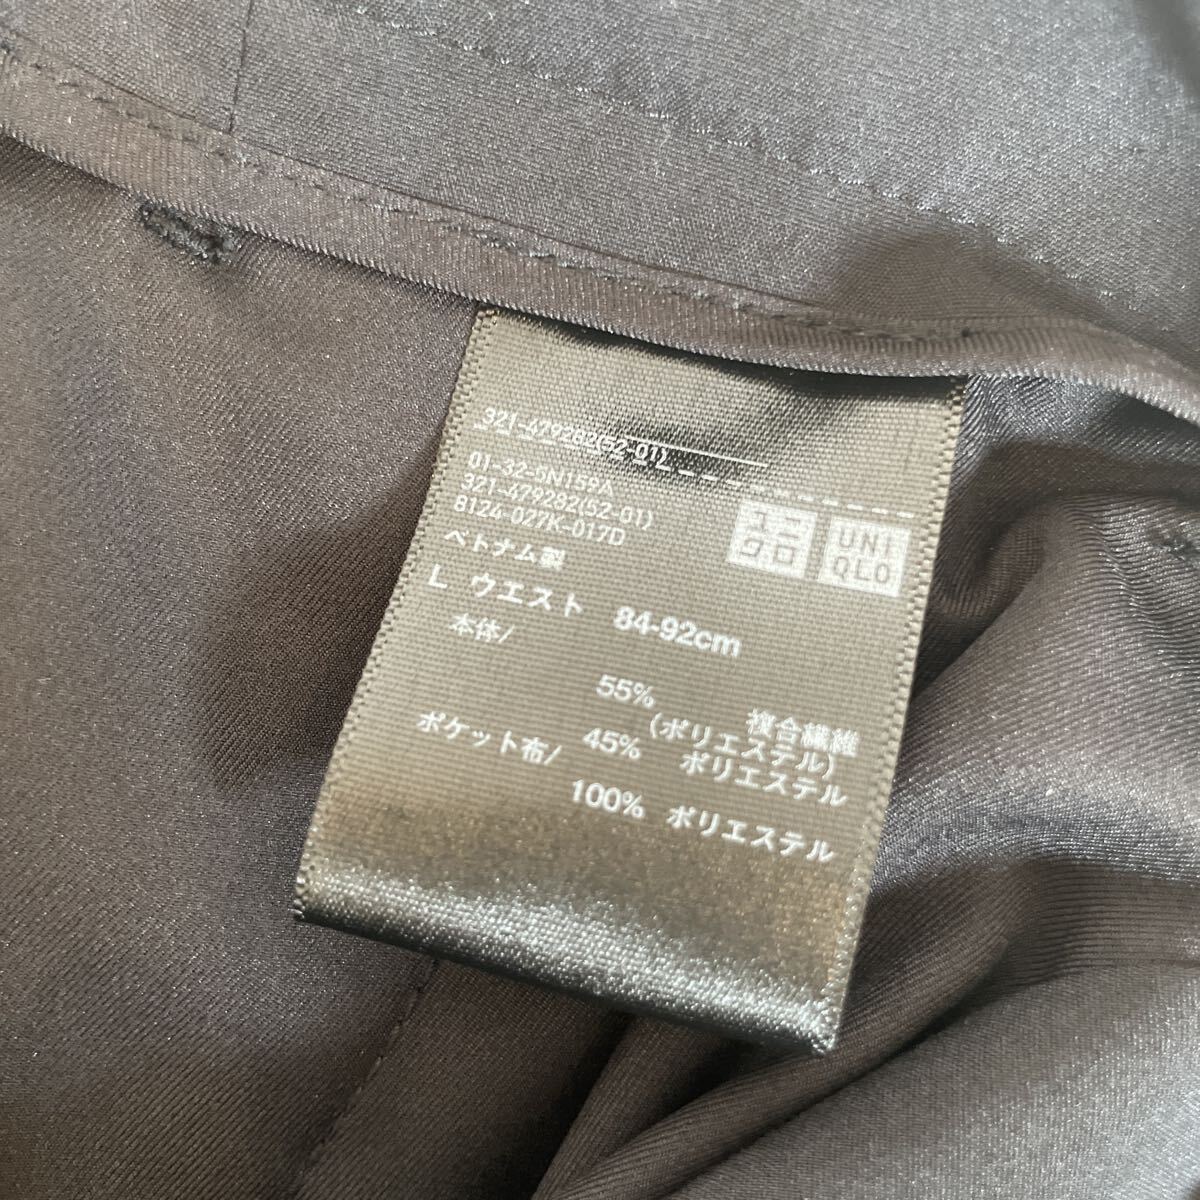 321-479282(52-01)
01-32-5N159A
321-479282(52-01)
8124-027K-017D
ユニ
クロ
UNI
QLO
ベトナム製
L ウエスト 84-92cm
本体/
55% 複合繊維
(ポリエステル)
45% ポリエステル
ポケット布/
100% ポリエステル